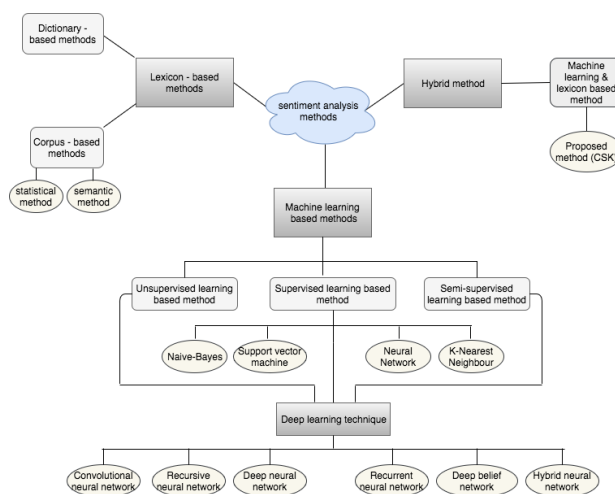 Dictionary -
based methods
Lexicon - based
methods
sentiment analysis
methods
Hybrid method
Machine
learning &
lexicon based
method
Proposed
method (CSK)
Corpus - based
methods
statistical
method
semantic
method
Machine learning
based methods
Unsupervised learning
based method
Supervised learning based
method
Semi-supervised
learning based method
Naive-Bayes
Support vector
machine
Neural
Network
K-Nearest
Neighbour
Deep learning technique
Convolutional
neural network
Recursive
neural network
Deep neural
network
Recurrent
neural network
Deep belief
network
Hybrid neural
network